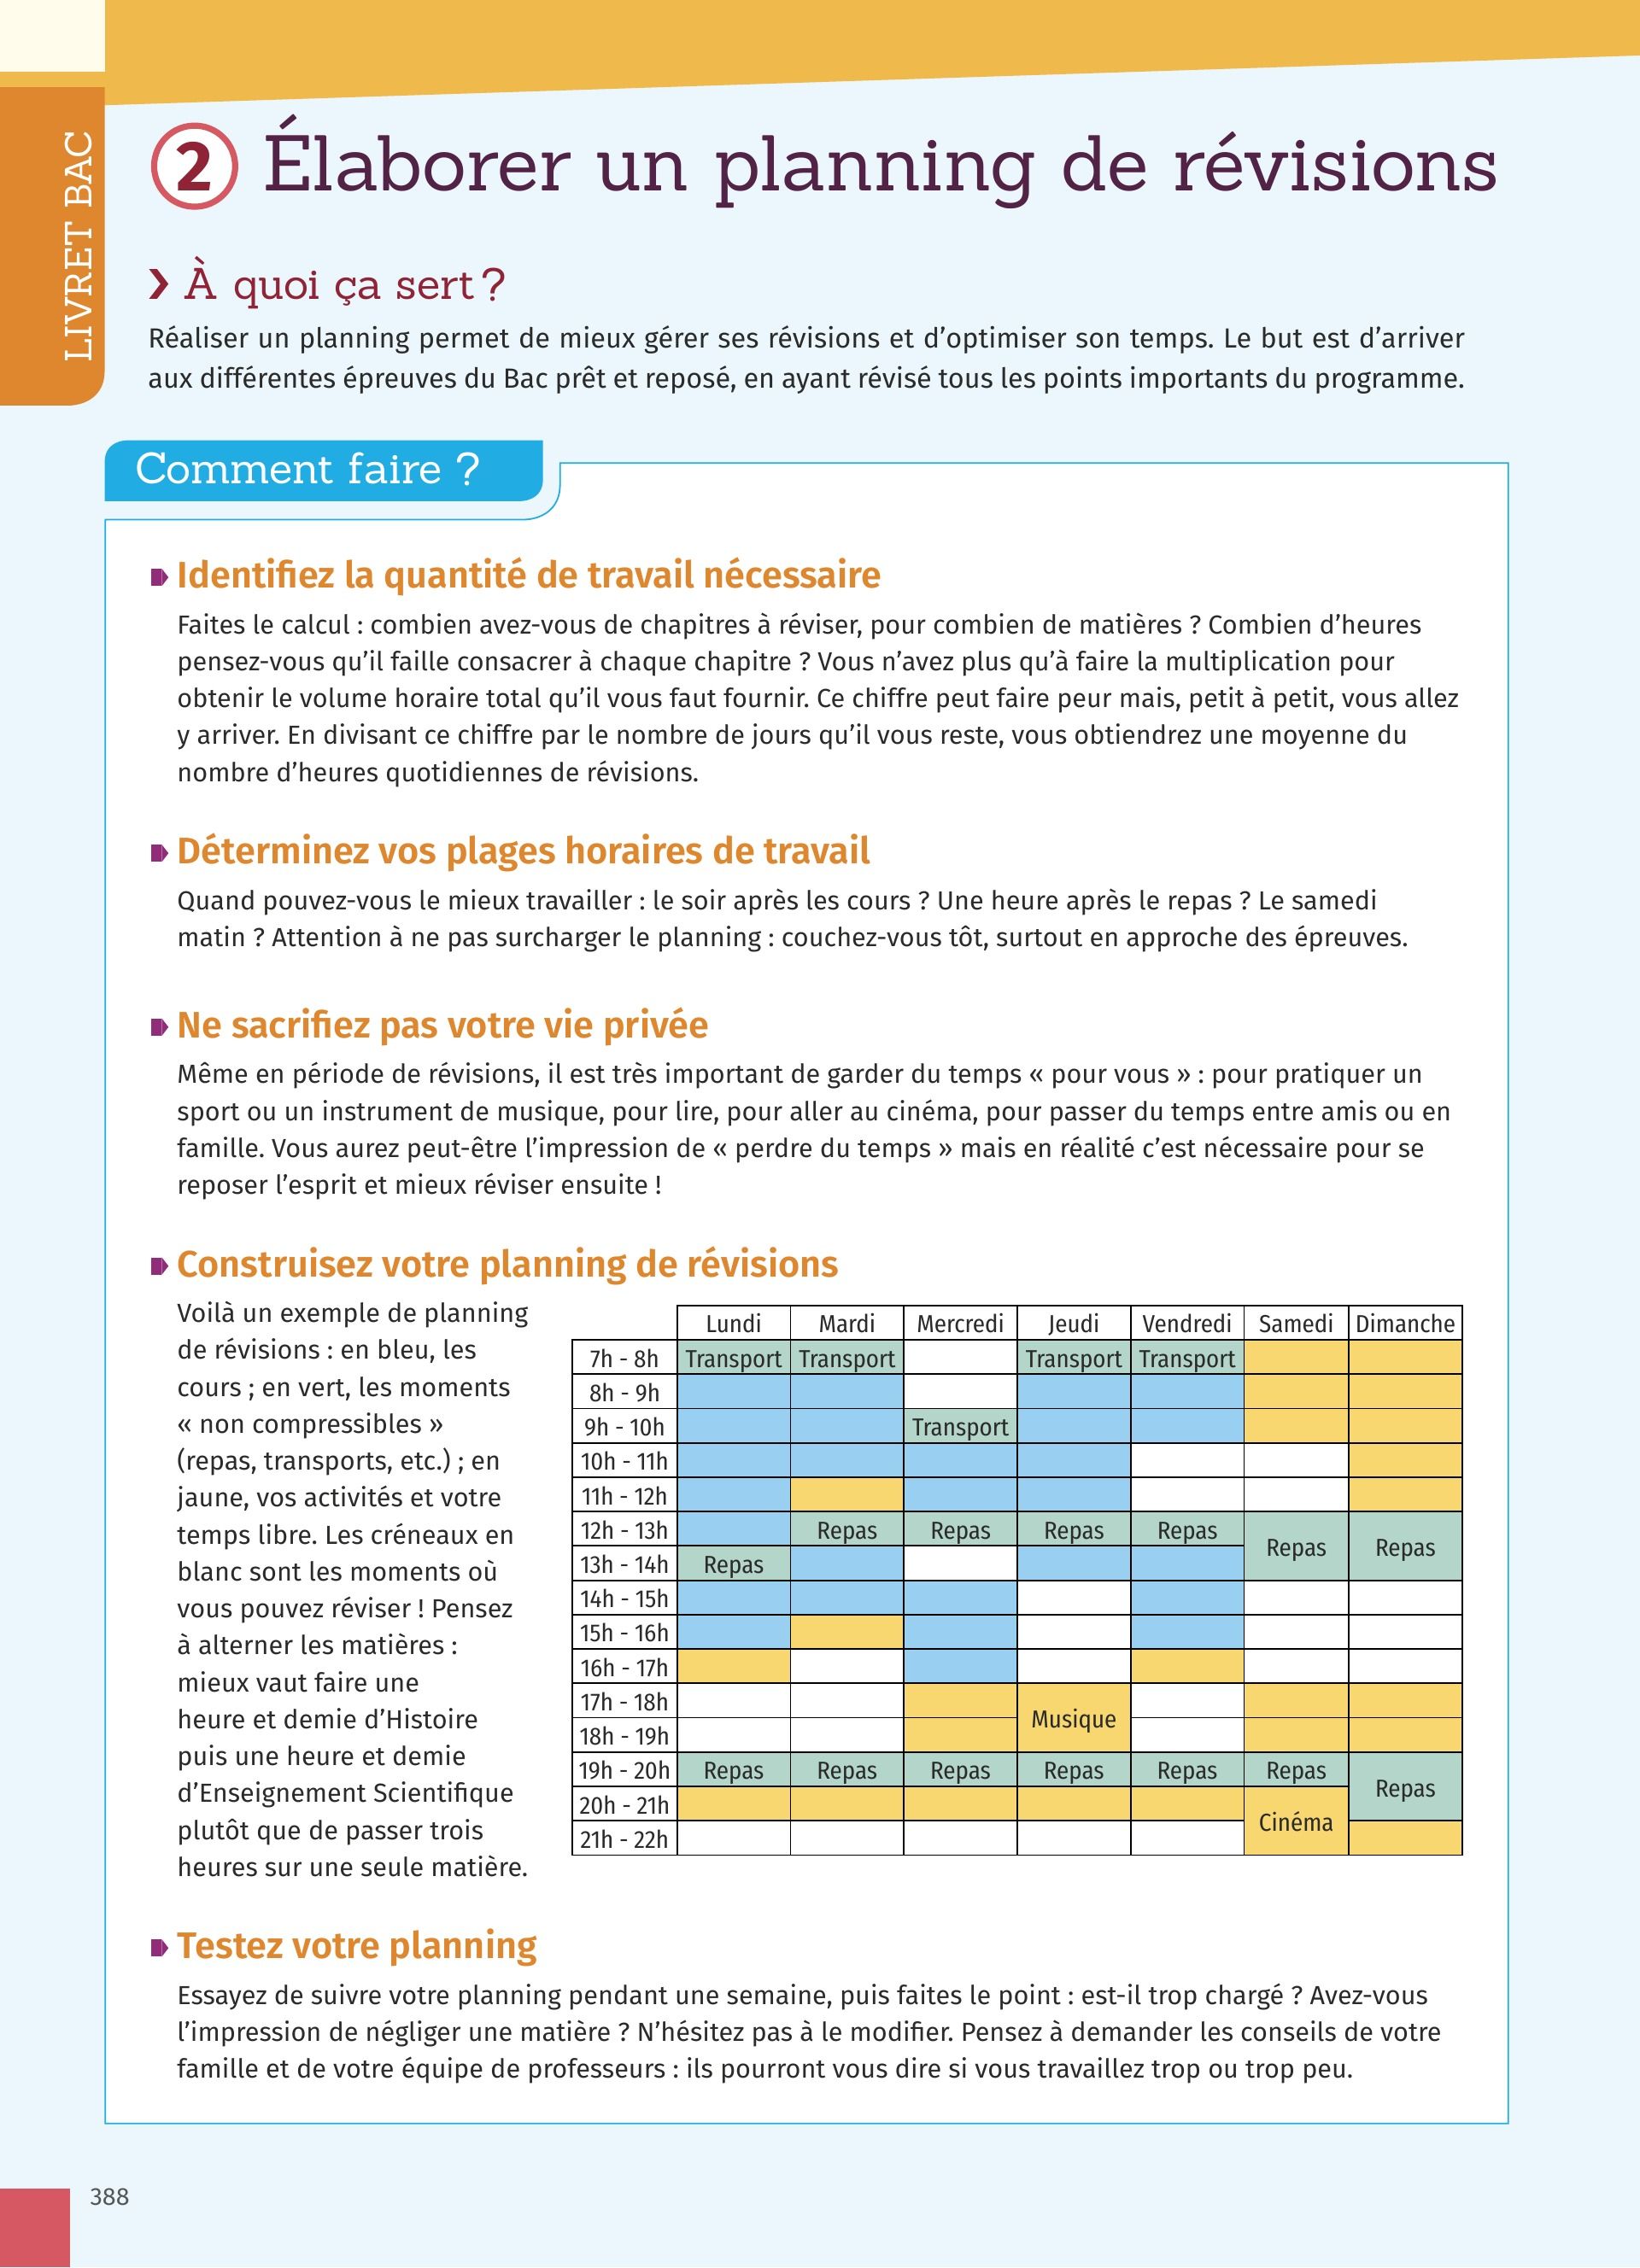 LIVRET BAC
2 Élaborer un planning de révisions
À quoi ça sert ?
Réaliser un planning permet de mieux gérer ses révisions et d’optimiser son temps. Le but est d’arriver
aux différentes épreuves du Bac prêt et reposé, en ayant révisé tous les points importants du programme.
Comment faire ?
Identifiez la quantité de travail nécessaire
Faites le calcul : combien avez-vous de chapitres à réviser, pour combien de matières ? Combien d’heures
pensez-vous qu’il faille consacrer à chaque chapitre ? Vous n’avez plus qu’à faire la multiplication pour
obtenir le volume horaire total qu’il vous faut fournir. Ce chiffre peut faire peur mais, petit à petit, vous allez
y arriver. En divisant ce chiffre par le nombre de jours qu’il vous reste, vous obtiendrez une moyenne du
nombre d’heures quotidiennes de révisions.
Déterminez vos plages horaires de travail
Quand pouvez-vous le mieux travailler : le soir après les cours ? Une heure après le repas ? Le samedi
matin ? Attention à ne pas surcharger le planning : couchez-vous tôt, surtout en approche des épreuves.
Ne sacrifiez pas votre vie privée
Même en période de révisions, il est très important de garder du temps « pour vous » : pour pratiquer un
sport ou un instrument de musique, pour lire, pour aller au cinéma, pour passer du temps entre amis ou en
famille. Vous aurez peut-être l’impression de « perdre du temps » mais en réalité c’est nécessaire pour se
reposer l’esprit et mieux réviser ensuite !
Construisez votre planning de révisions
Voilà un exemple de planning
de révisions : en bleu, les
cours ; en vert, les moments
« non compressibles »
(repas, transports, etc.) ; en
jaune, vos activités et votre
temps libre. Les créneaux en
blanc sont les moments où
vous pouvez réviser ! Pensez
à alterner les matières :
mieux vaut faire une
heure et demie d’Histoire
puis une heure et demie
d’Enseignement Scientifique
plutôt que de passer trois
heures sur une seule matière.
Lundi Mardi Mercredi Jeudi Vendredi Samedi Dimanche
7h - 8h Transport Transport Transport Transport
8h - 9h
9h - 10h Transport
10h - 11h
11h - 12h
12h - 13h Repas Repas Repas Repas Repas Repas
13h - 14h Repas
14h - 15h
15h - 16h
16h - 17h
17h - 18h Musique
18h - 19h
19h - 20h Repas Repas Repas Repas Repas Repas Repas
20h - 21h Cinéma
21h - 22h
Testez votre planning
Essayez de suivre votre planning pendant une semaine, puis faites le point : est-il trop chargé ? Avez-vous
l’impression de négliger une matière ? N’hésitez pas à le modifier. Pensez à demander les conseils de votre
famille et de votre équipe de professeurs : ils pourront vous dire si vous travaillez trop ou trop peu.
388